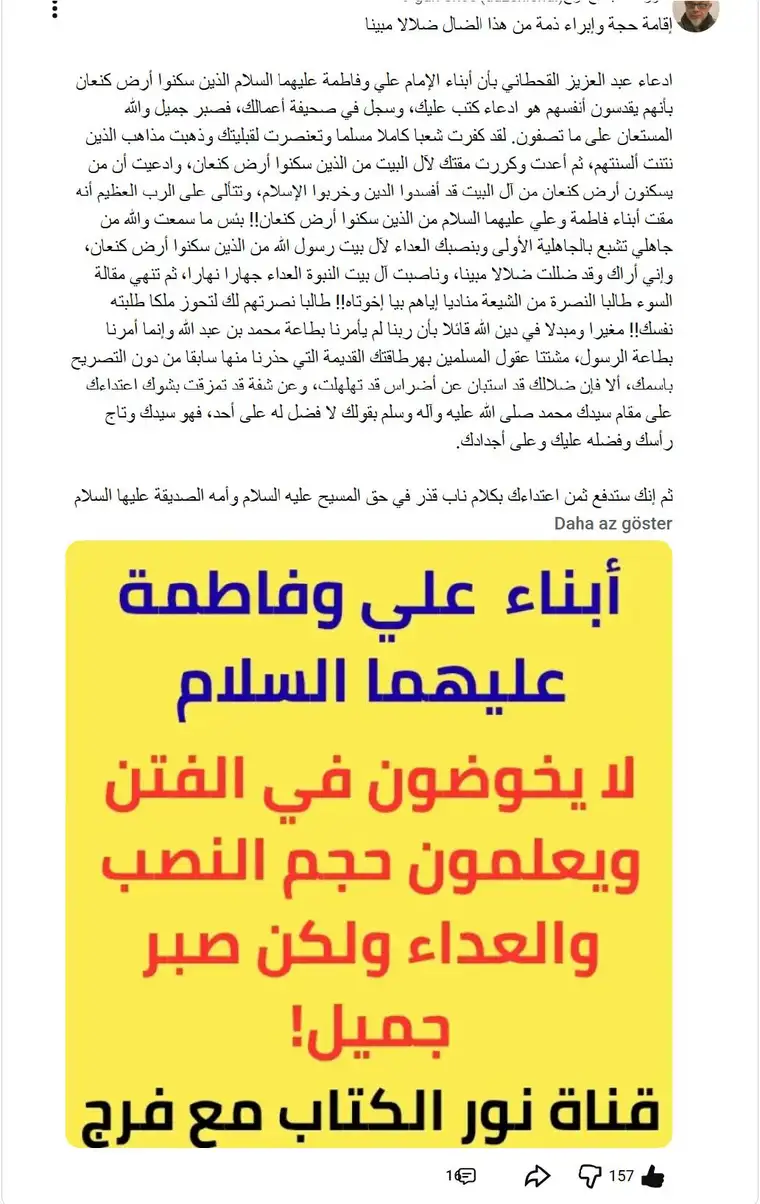 إقامة حجة وإبراء ذمة من هذا الضال ضلالا مبينا
ادعاء عبد العزيز القحطاني بأن أبناء الإمام علي وفاطمة عليهما السلام الذين سكنوا أرض كنعان
بأنهم يقدسون أنفسهم هو ادعاء كتب عليك، وسجل في صحيفة أعمالك، فصبر جميل والله
المستعان على ما تصفون. لقد كفرت شعبا كاملا مسلما وتعنصرت لقبليتك وذهبت مذاهب الذين
نتنت ألسنتهم، ثم أعدت وكررت مقتك لآل البيت من الذين سكنوا أرض كنعان، وادعيت أن من
يسكنون أرض كنعان من آل البيت قد أفسدوا الدين وخربوا الإسلام، وتتألى على الرب العظيم أنه
مقت أبناء فاطمة وعلي عليهما السلام من الذين سكنوا أرض كنعان!! بئس ما سمعت والله من
جاهلي تشبع بالجاهلية الأولى وبنصبك العداء لآل بيت رسول الله من الذين سكنوا أرض كنعان،
وإني أراك وقد ضللت ضلالا مبينا، وناصبت آل بيت النبوة العداء جهارا نهارا، ثم تنهي مقالة
السوء طالبا النصرة من الشيعة مناديا إياهم بيا إخوتاه!! طالبا نصرتهم لك لتحوز ملكا طلبته
نفسك!! مغيرا ومبدلا في دين الله قائلا بأن ربنا لم يأمرنا بطاعة محمد بن عبد الله وإنما أمرنا
بطاعة الرسول، مشتتا عقول المسلمين بهرطاقتك القديمة التي حذرنا منها سابقا من دون التصريح
باسمك، ألا فإن ضلالك قد استبان عن أضراس قد تهلهلت، وعن شفة قد تمزقت بشوك اعتداءك
على مقام سيدك محمد صلى الله عليه وآله وسلم بقولك لا فضل له على أحد، فهو سيدك وتاج
رأسك وفضله عليك وعلى أجدادك.
ثم إنك ستدفع ثمن اعتداءك بكلام ناب قذر في حق المسيح عليه السلام وأمه الصديقة عليها السلام
Daha az göster
أبناء علي وفاطمة
عليهما السلام
لا يخوضون في الفتن
ويعلمون حجم النصب
والعداء ولكن صبر
جميل!
قناة نور الكتاب مع فرج
157